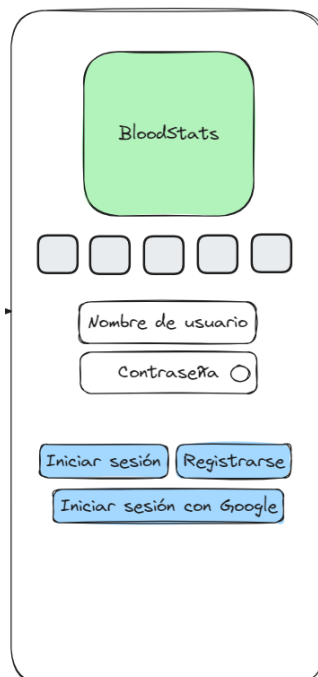 BloodStats
Nombre de usuario
Contraseña
Iniciar sesión
Registrarse
Iniciar sesión con Google